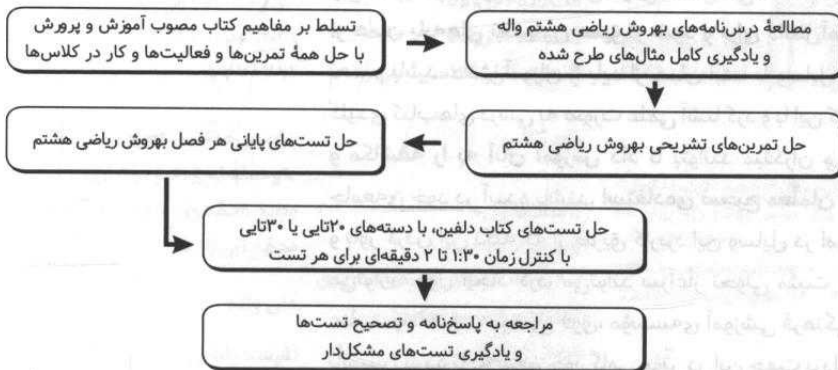 تسلط بر مفاهیم کتاب مصوب آموزش و پرورش
با حل همهٔ تمرین‌ها و فعالیت‌ها و کار در کلاس‌ها
مطالعهٔ درس‌نامه‌های بهروش ریاضی هشتم واله
و یادگیری کامل مثال‌های طرح شده
حل تمرین‌های تشریحی بهروش ریاضی هشتم
حل تست‌های پایانی هر فصل بهروش ریاضی هشتم
حل تست‌های کتاب دلفین، با دسته‌های ۲۰تایی یا ۳۰تایی
با کنترل زمان ۱:۳۰ تا ۲ دقیقه‌ای برای هر تست
مراجعه به پاسخ‌نامه و تصحیح تست‌ها
و یادگیری تست‌های مشکل‌دار